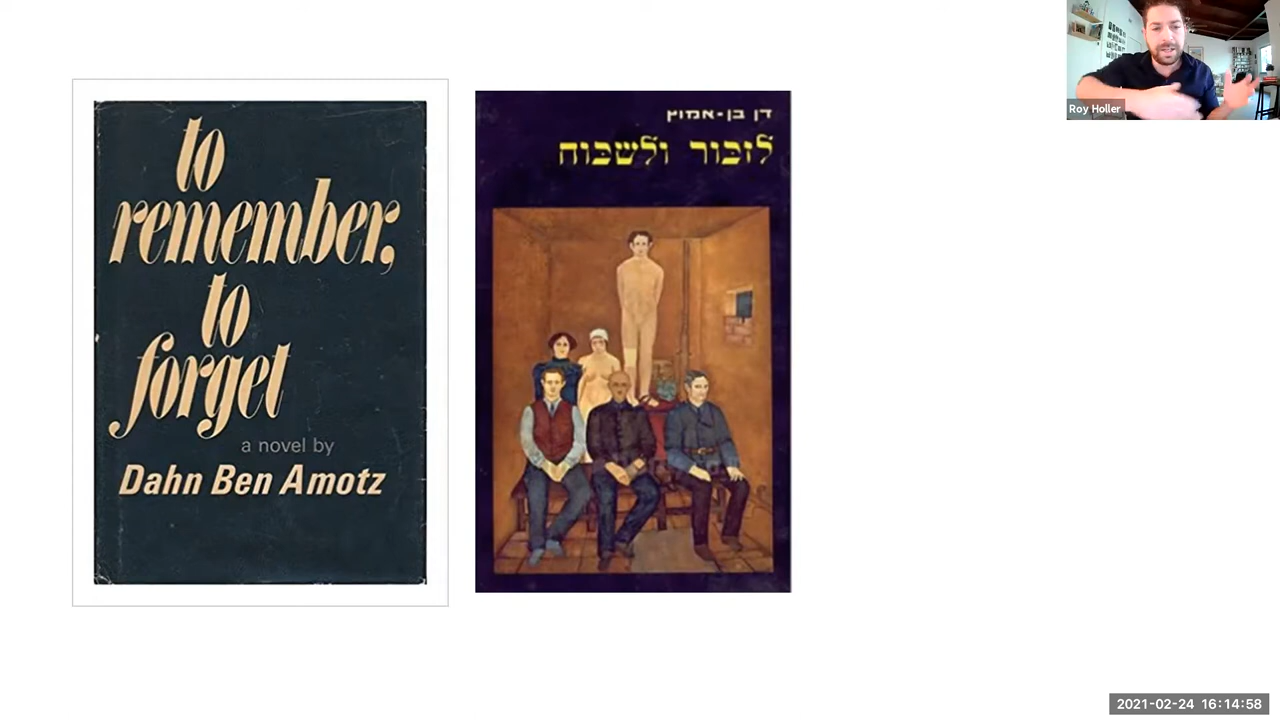 to
remember,
to
forget
a novel by
Dahn Ben Amotz
דן בן-אמוץ
לזכור ולשכוח
Roy Holler
2021-02-24 16:14:58